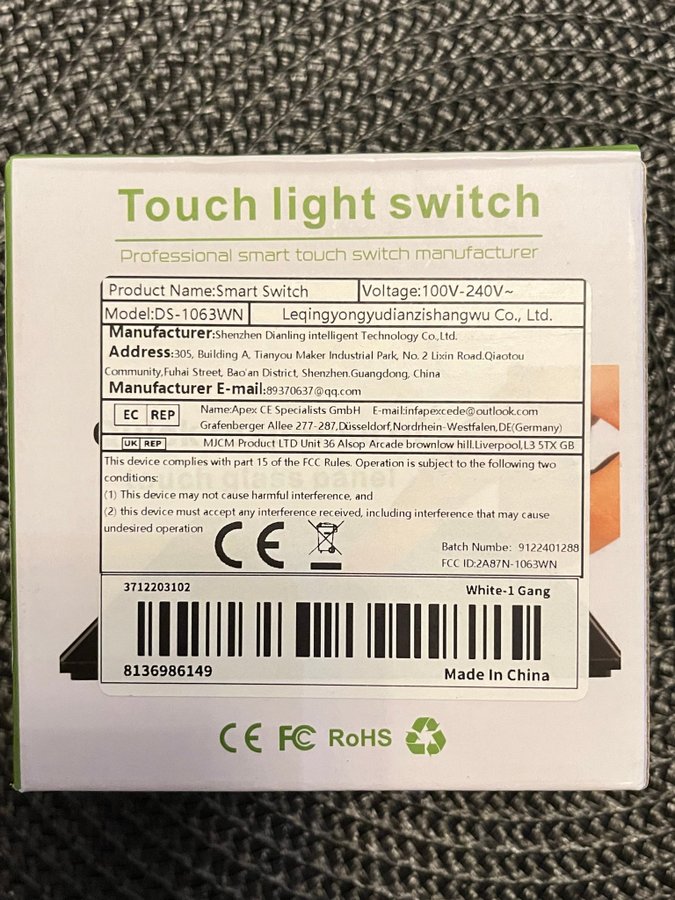 Touch light switch
Professional smart touch switch manufacturer
Product Name:Smart Switch Voltage:100V-240V~
Model:DS-1063WN Leqingyongyudianzishangwu Co., Ltd.
Manufacturer:Shenzhen Dianling intelligent Technology Co.,Ltd.
Address:305, Building A, Tianyou Maker Industrial Park, No. 2 Lixin Road.Qiaotou
Community,Fuhai Street, Bao'an District, Shenzhen.Guangdong, China
Manufacturer E-mail:89370637@qq.com
EC REP Name:Apex CE Specialists GmbH E-mail:infapexcede@outlook.com
Grafenberger Allee 277-287,Düsseldorf,Nordrhein-Westfalen,DE(Germany)
UK REP MJCM Product LTD Unit 36 Alsop Arcade brownlow hill.Liverpool,L3 5TX GB
This device complies with part 15 of the FCC Rules. Operation is subject to the following two
conditions:
(1) This device may not cause harmful interference, and
(2) this device must accept any interference received, including interference that may cause
undesired operation
CE
Batch Numbe: 9122401288
FCC ID:2A87N-1063WN
3712203102 White-1 Gang
8136986149 Made In China
CE FC RoHS